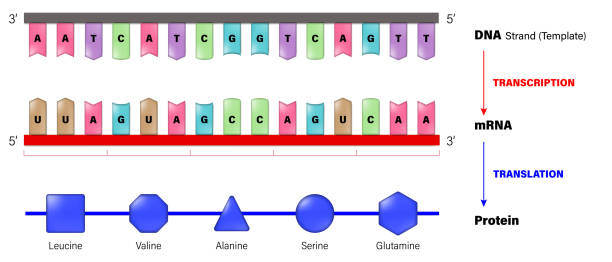 3' 5'
DNA Strand (Template)
A A T C A T C G G T C A G T T
TRANSCRIPTION
U U A G U A G C C A G U C A A
mRNA
5' 3'
TRANSLATION
Protein
Leucine Valine Alanine Serine Glutamine